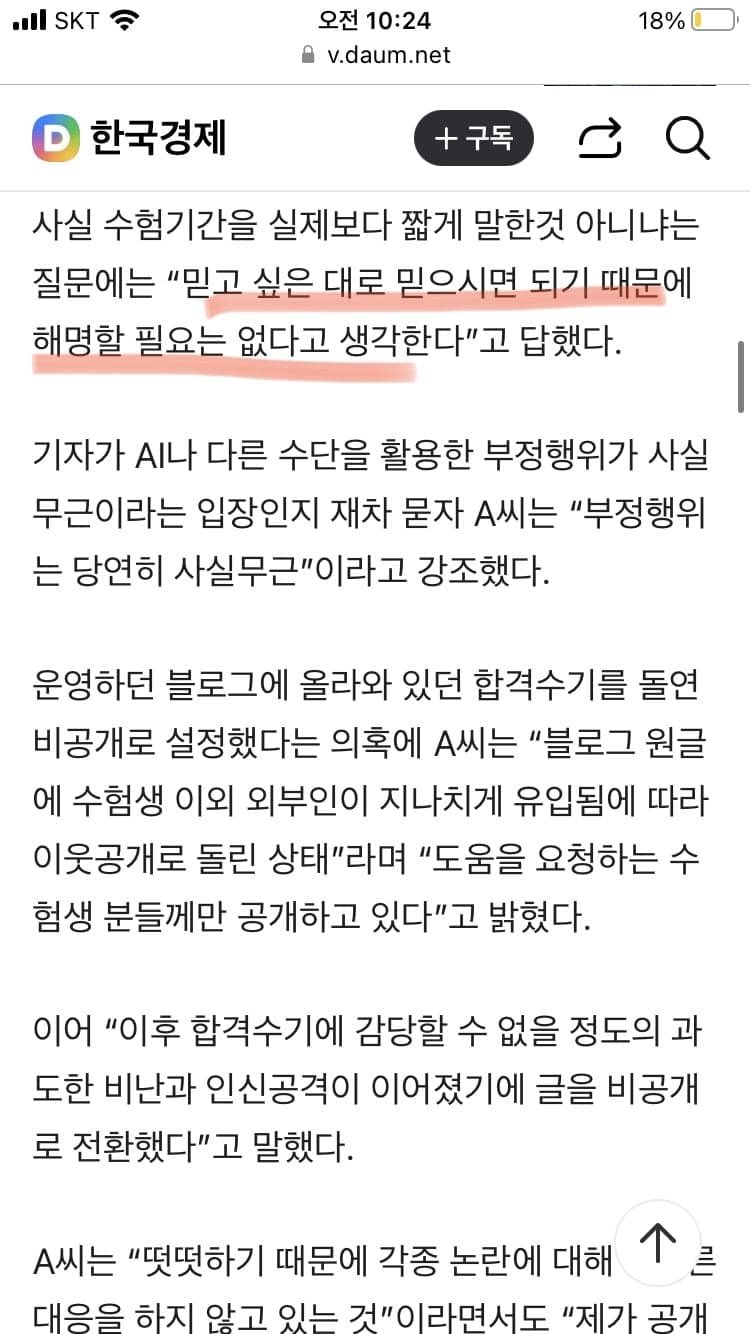 SKT 오전 10:24 18%
v.daum.net
D 한국경제 + 구독
사실 수험기간을 실제보다 짧게 말한것 아니냐는
질문에는 “믿고 싶은 대로 믿으시면 되기 때문에
해명할 필요는 없다고 생각한다”고 답했다.
기자가 AI나 다른 수단을 활용한 부정행위가 사실
무근이라는 입장인지 재차 묻자 A씨는 “부정행위
는 당연히 사실무근”이라고 강조했다.
운영하던 블로그에 올라와 있던 합격수기를 돌연
비공개로 설정했다는 의혹에 A씨는 “블로그 원글
에 수험생 이외 외부인이 지나치게 유입됨에 따라
이웃공개로 돌린 상태”라며 “도움을 요청하는 수
험생 분들께만 공개하고 있다”고 밝혔다.
이어 “이후 합격수기에 감당할 수 없을 정도의 과
도한 비난과 인신공격이 이어졌기에 글을 비공개
로 전환했다”고 말했다.
A씨는 “떳떳하기 때문에 각종 논란에 대해
대응을 하지 않고 있는 것”이라면서도 “제가 공개